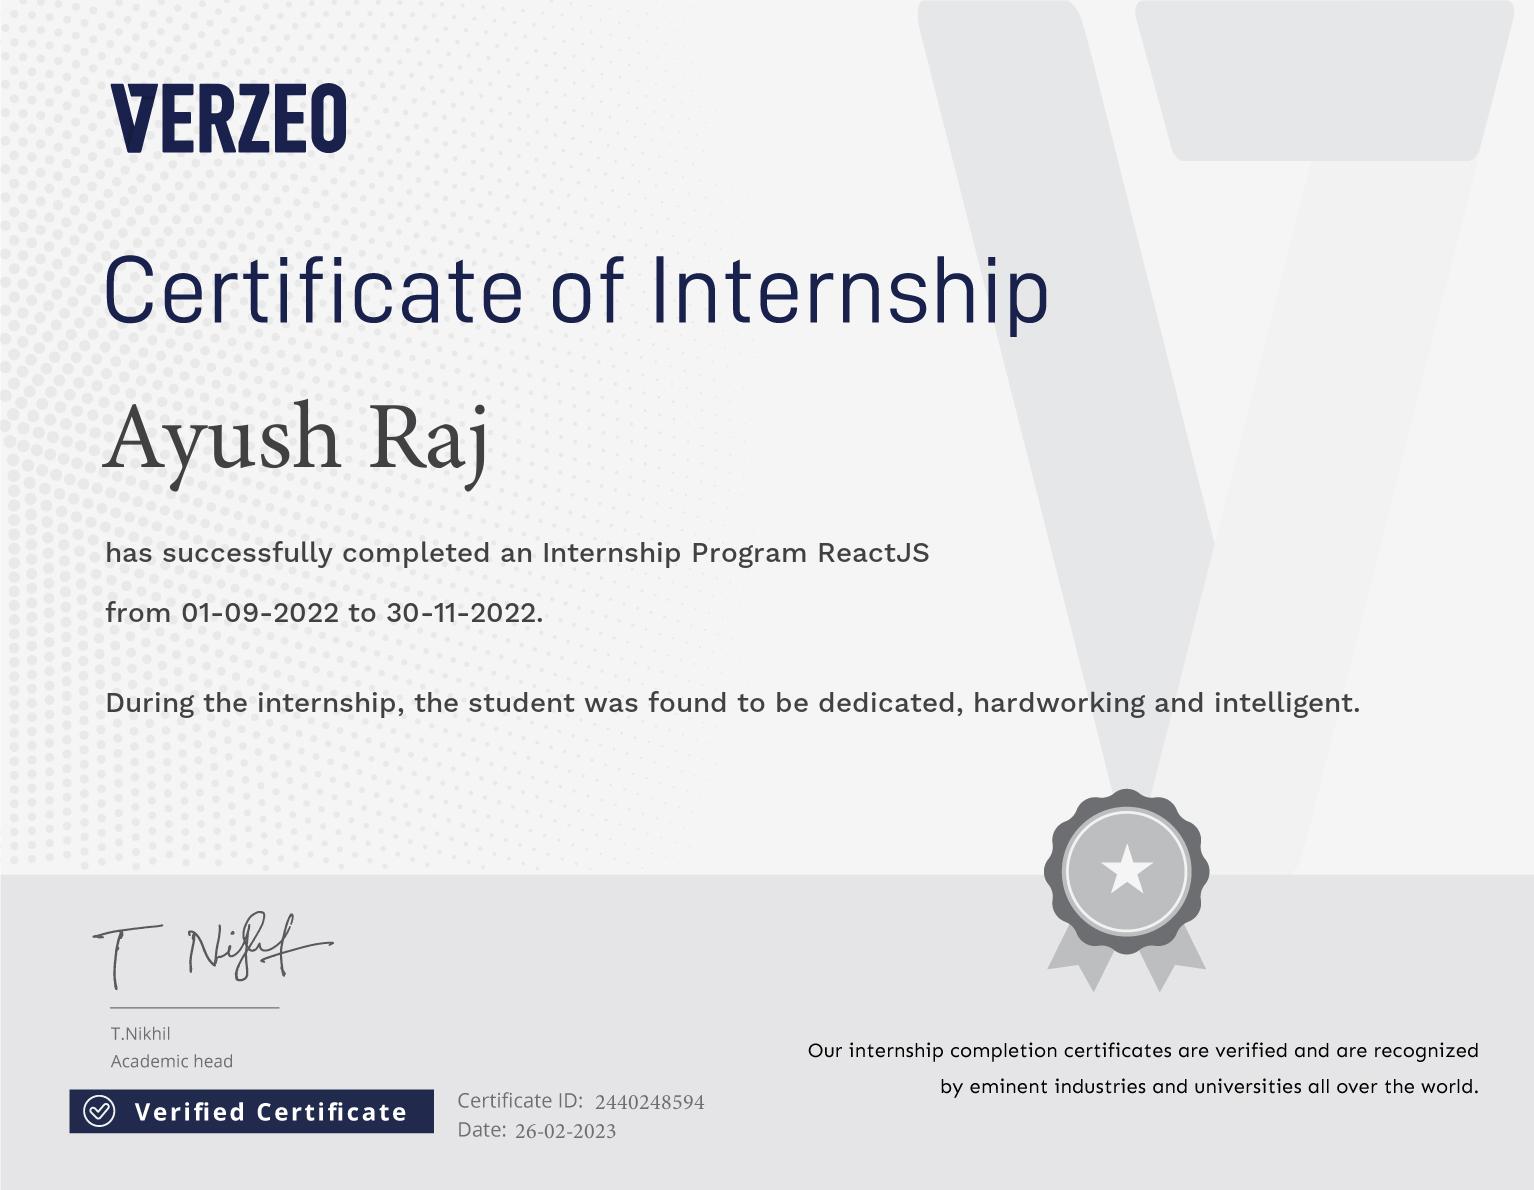 VERZEO
Certificate of Internship
Ayush Raj
has successfully completed an Internship Program ReactJS
from 01-09-2022 to 30-11-2022.
During the internship, the student was found to be dedicated, hardworking and intelligent.
T Nikhil
T.Nikhil
Academic head
Verified Certificate
Certificate ID: 2440248594
Date: 26-02-2023
Our internship completion certificates are verified and are recognized
by eminent industries and universities all over the world.